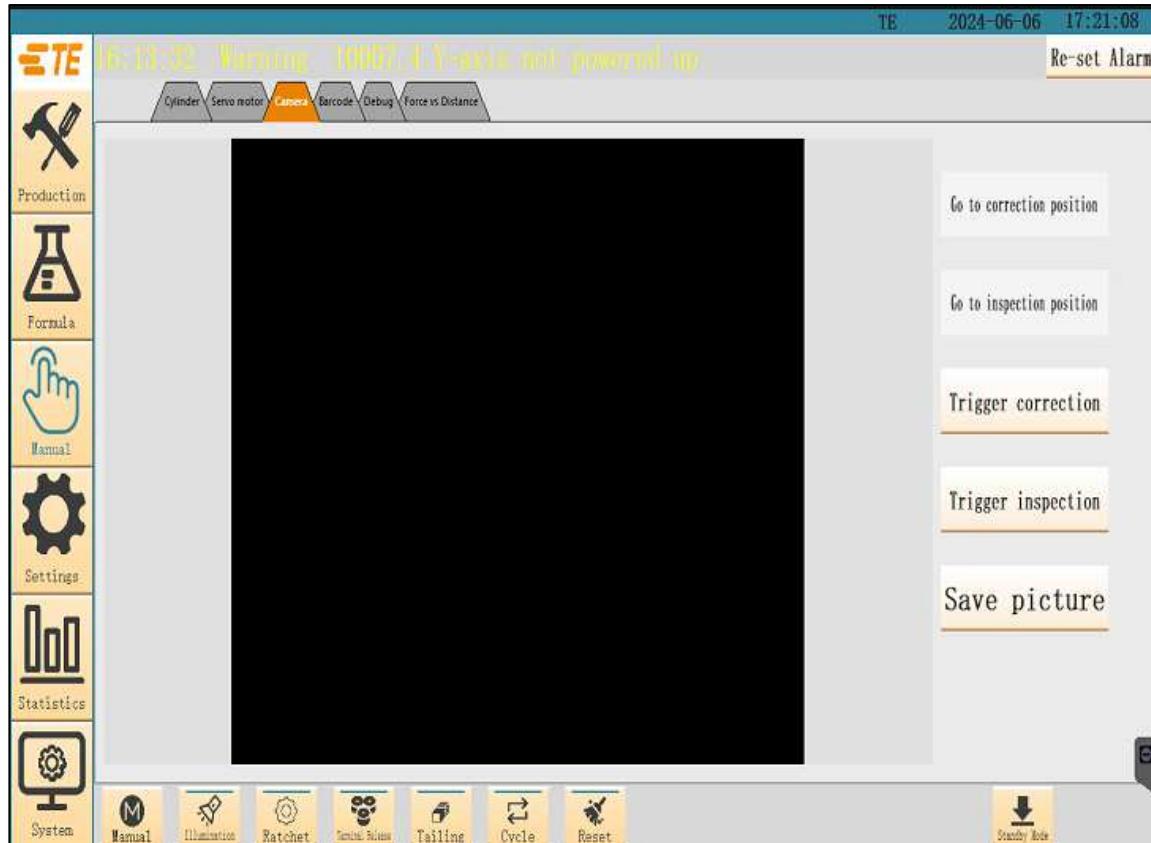 TE 2024-06-06 17:21:08
TE
16:13:32 Warning 10007.4 Y-axis not powered up
Re-set Alarm
Cylinder Servo motor Camera Barcode Debug Force vs Distance
Production
Formula
Manual
Settings
Statistics
System
Go to correction position
Go to inspection position
Trigger correction
Trigger inspection
Save picture
M
Manual Illumination Ratchet Terminal Release Tailing Cycle Reset Standby Mode